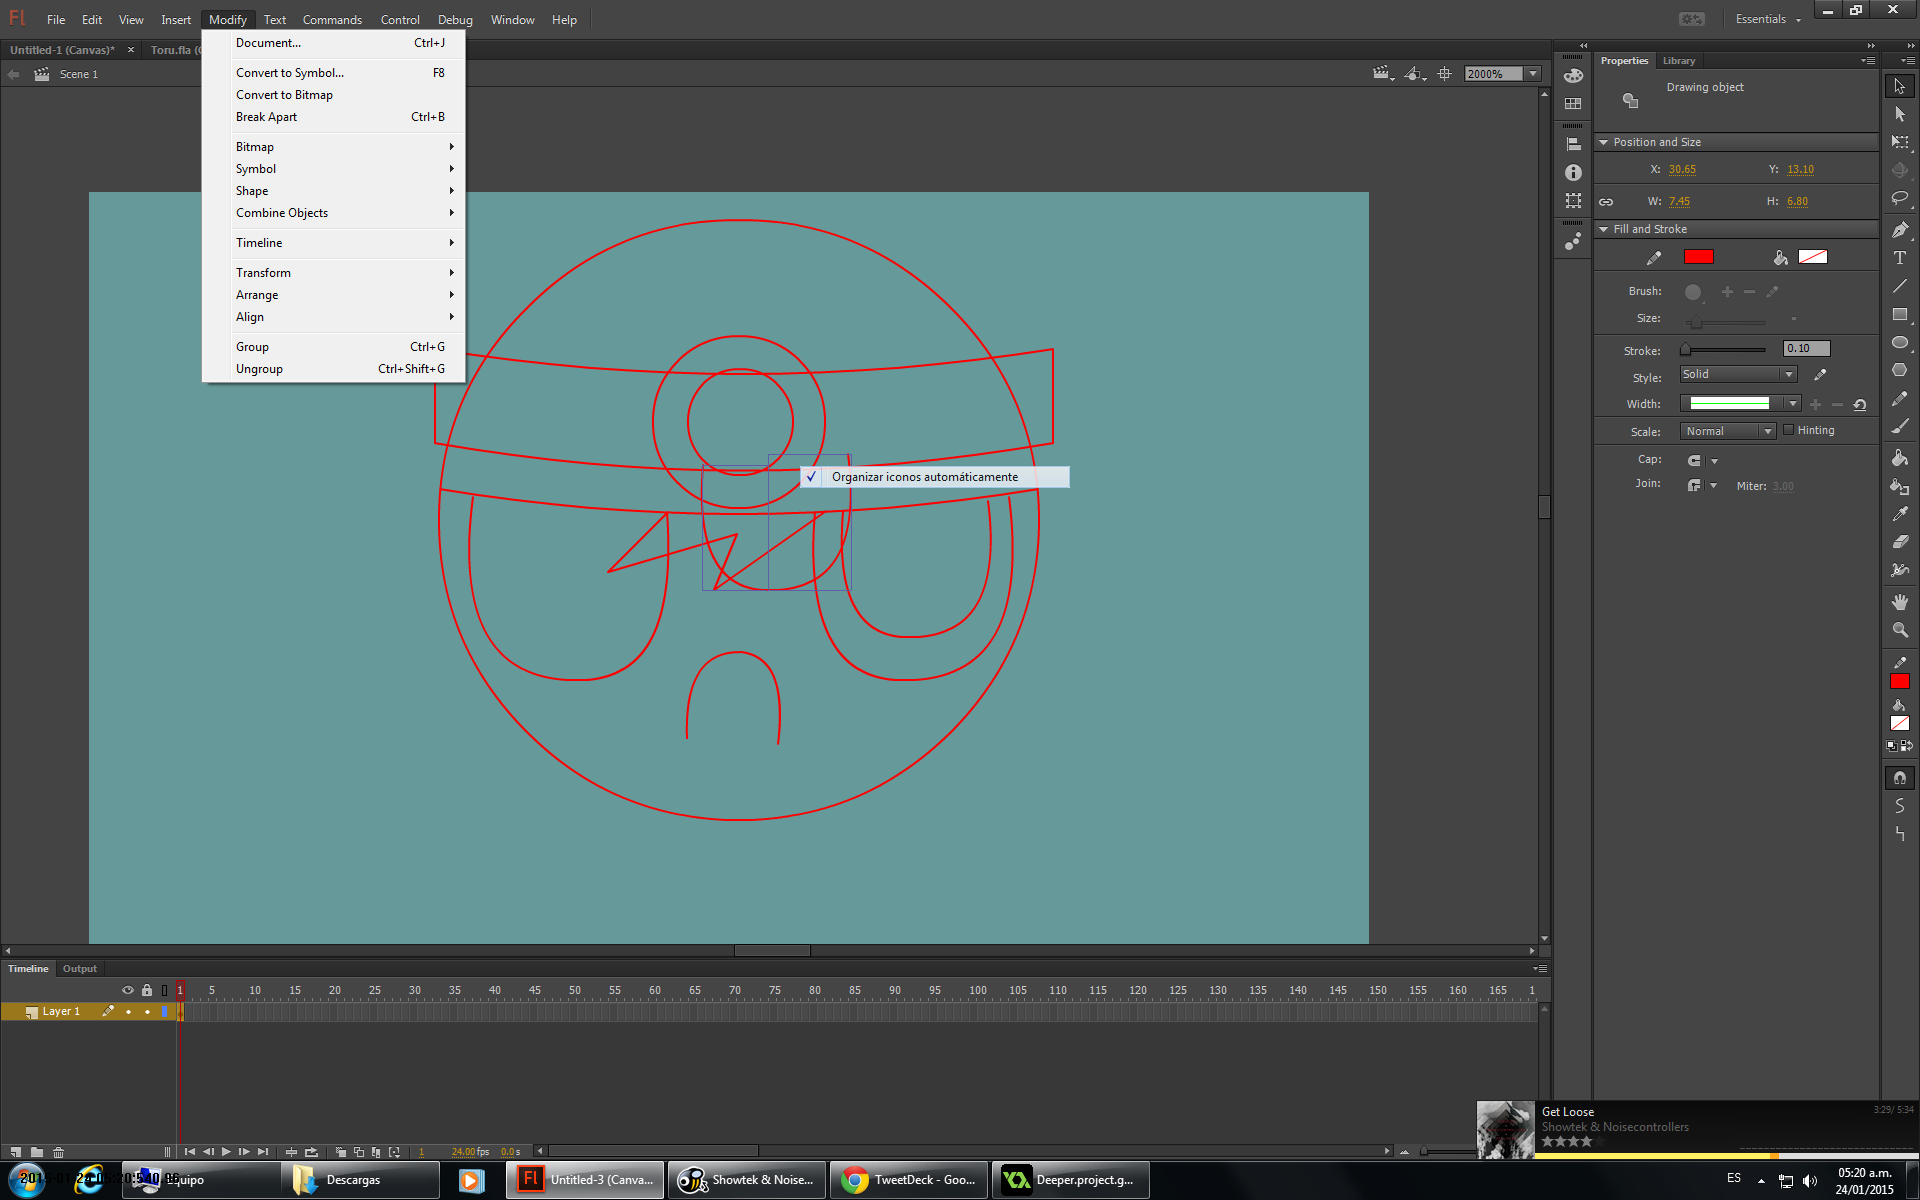 Fl File Edit View Insert Modify Text Commands Control Debug Window Help Essentials
Untitled-1 (Canvas)* × Toru.fla (
Scene 1 2000%
Document... Ctrl+J
Convert to Symbol... F8
Convert to Bitmap
Break Apart Ctrl+B
Bitmap
Symbol
Shape
Combine Objects
Timeline
Transform
Arrange
Align
Group Ctrl+G
Ungroup Ctrl+Shift+G
Organizar iconos automáticamente
Properties Library
Drawing object
Position and Size
X: 30.65 Y: 13.10
W: 7.45 H: 6.80
Fill and Stroke
Brush:
Size:
Stroke: 0.10
Style: Solid
Width:
Scale: Normal Hinting
Cap:
Join: Miter: 3.00
Timeline Output
1 5 10 15 20 25 30 35 40 45 50 55 60 65 70 75 80 85 90 95 100 105 110 115 120 125 130 135 140 145 150 155 160 165 1
Layer 1
1 24.00 fps 0.0 s
Get Loose 3:29/ 5:34
Showtek & Noisecontrollers
Equipo
Descargas
Fl Untitled-3 (Canva...
Showtek & Noise...
TweetDeck - Goo...
Deeper.project.g...
ES
05:20 a.m.
24/01/2015